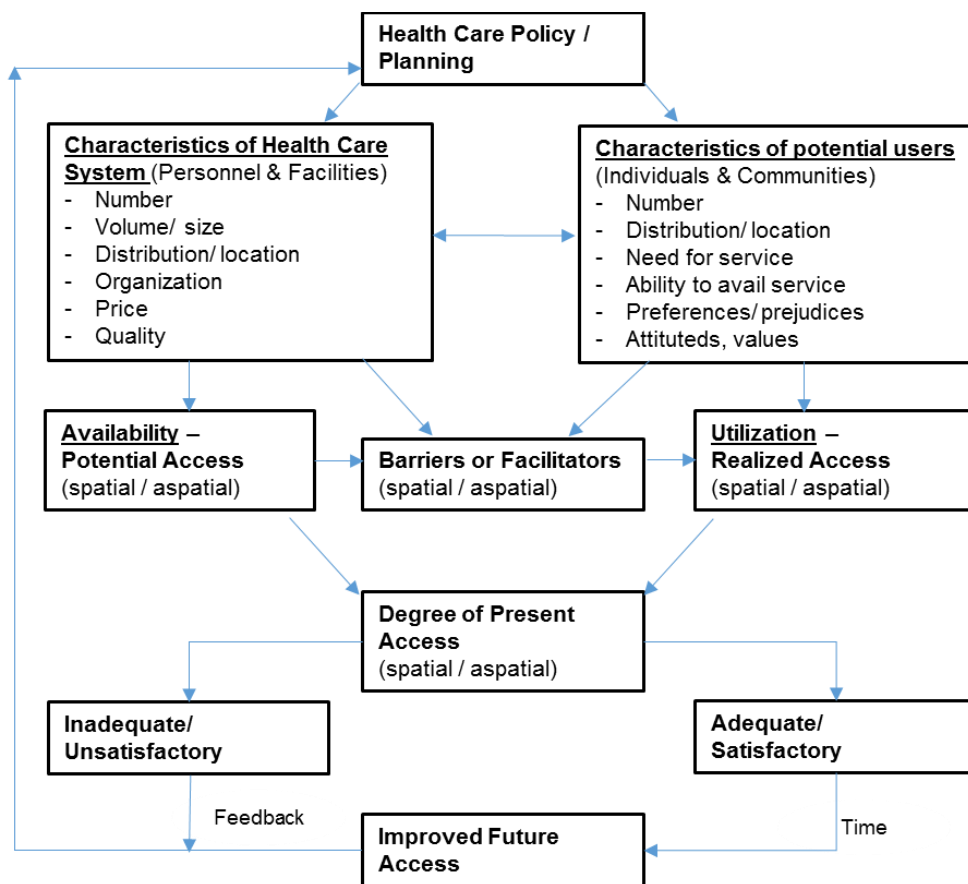 Health Care Policy /
Planning
Characteristics of Health Care
System (Personnel & Facilities)
- Number
- Volume/ size
- Distribution/ location
- Organization
- Price
- Quality
Characteristics of potential users
(Individuals & Communities)
- Number
- Distribution/ location
- Need for service
- Ability to avail service
- Preferences/ prejudices
- Attituteds, values
Availability –
Potential Access
(spatial / aspatial)
Barriers or Facilitators
(spatial / aspatial)
Utilization –
Realized Access
(spatial / aspatial)
Degree of Present
Access
(spatial / aspatial)
Inadequate/
Unsatisfactory
Adequate/
Satisfactory
Feedback
Time
Improved Future
Access